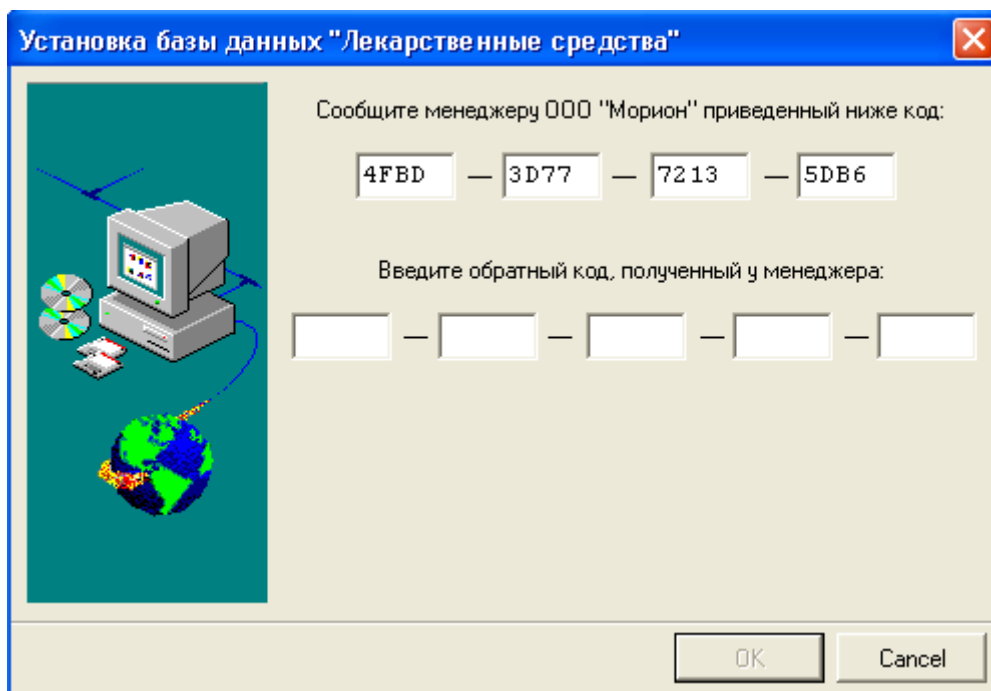 Установка базы данных "Лекарственные средства"
Сообщите менеджеру ООО "Морион" приведенный ниже код:
4FBD — 3D77 — 7213 — 5DB6
Введите обратный код, полученный у менеджера:
— — — —
OK Cancel